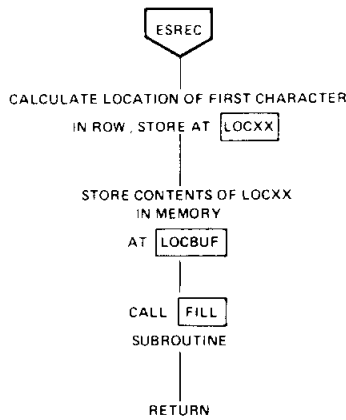 ESREC
CALCULATE LOCATION OF FIRST CHARACTER
IN ROW, STORE AT LOCXX
STORE CONTENTS OF LOCXX
IN MEMORY
AT LOCBUF
CALL FILL
SUBROUTINE
RETURN